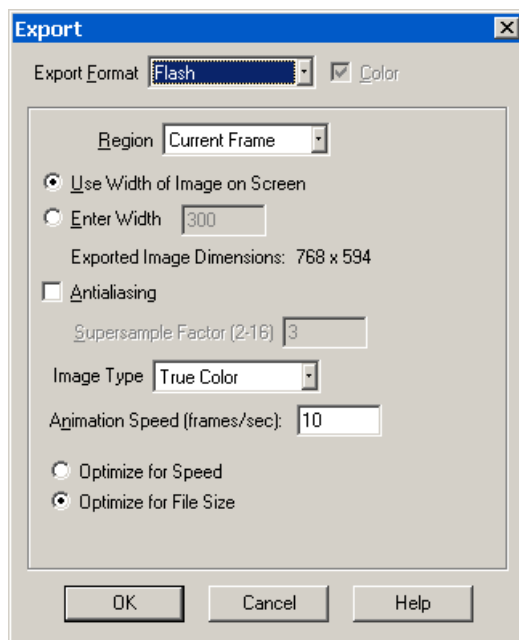 Export
Export Format Flash Color
Region Current Frame
Use Width of Image on Screen
Enter Width 300
Exported Image Dimensions: 768 x 594
Antialiasing
Supersample Factor (2-16) 3
Image Type True Color
Animation Speed (frames/sec): 10
Optimize for Speed
Optimize for File Size
OK Cancel Help